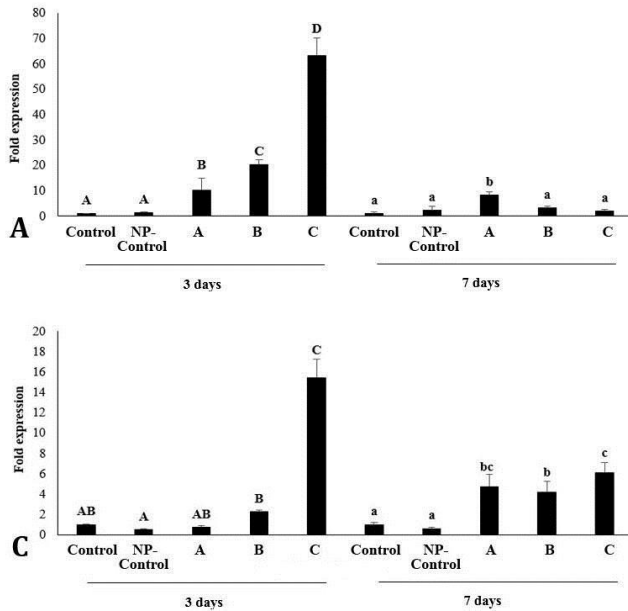 80
70
60
50
40
30
20
10
0
Fold expression
A A B C D a a b a a
Control NP-Control A B C Control NP-Control A B C
3 days 7 days
A
20
18
16
14
12
10
8
6
4
2
0
Fold expression
AB A AB B C a a bc b c
Control NP-Control A B C Control NP-Control A B C
3 days 7 days
C